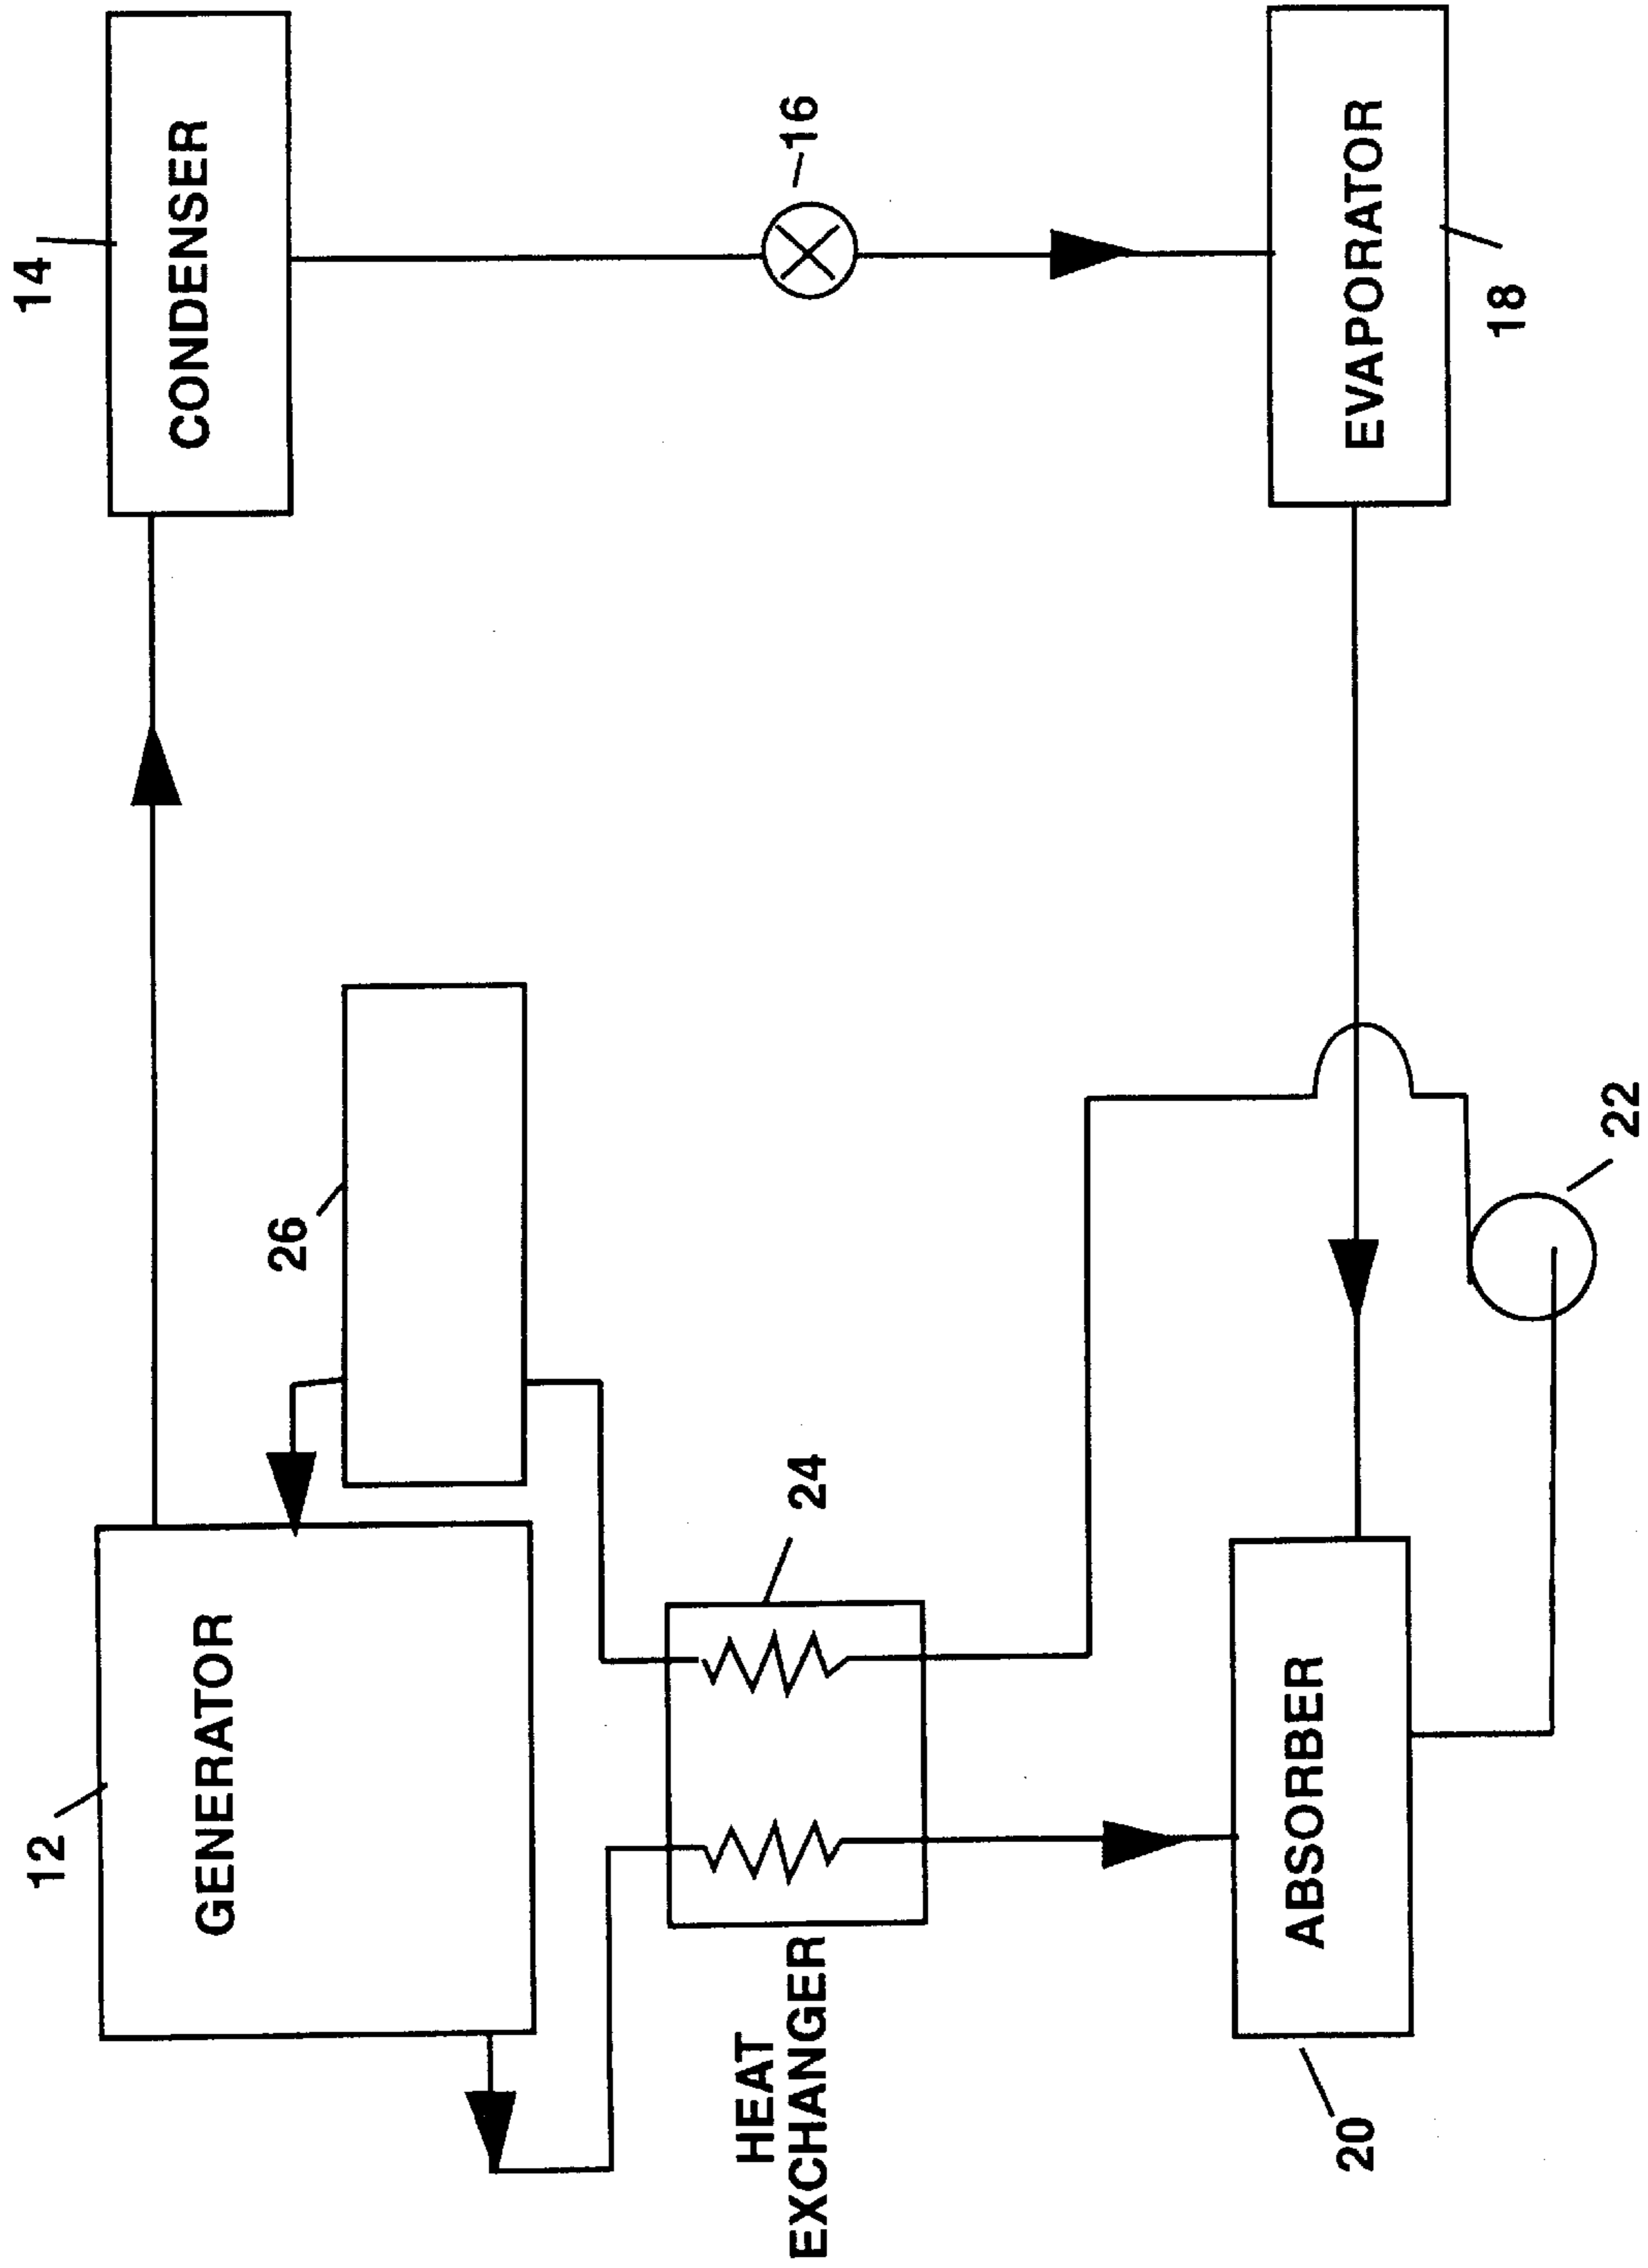 12
GENERATOR
26
14
CONDENSER
16
HEAT
EXCHANGER
24
20
ABSORBER
22
EVAPORATOR
18